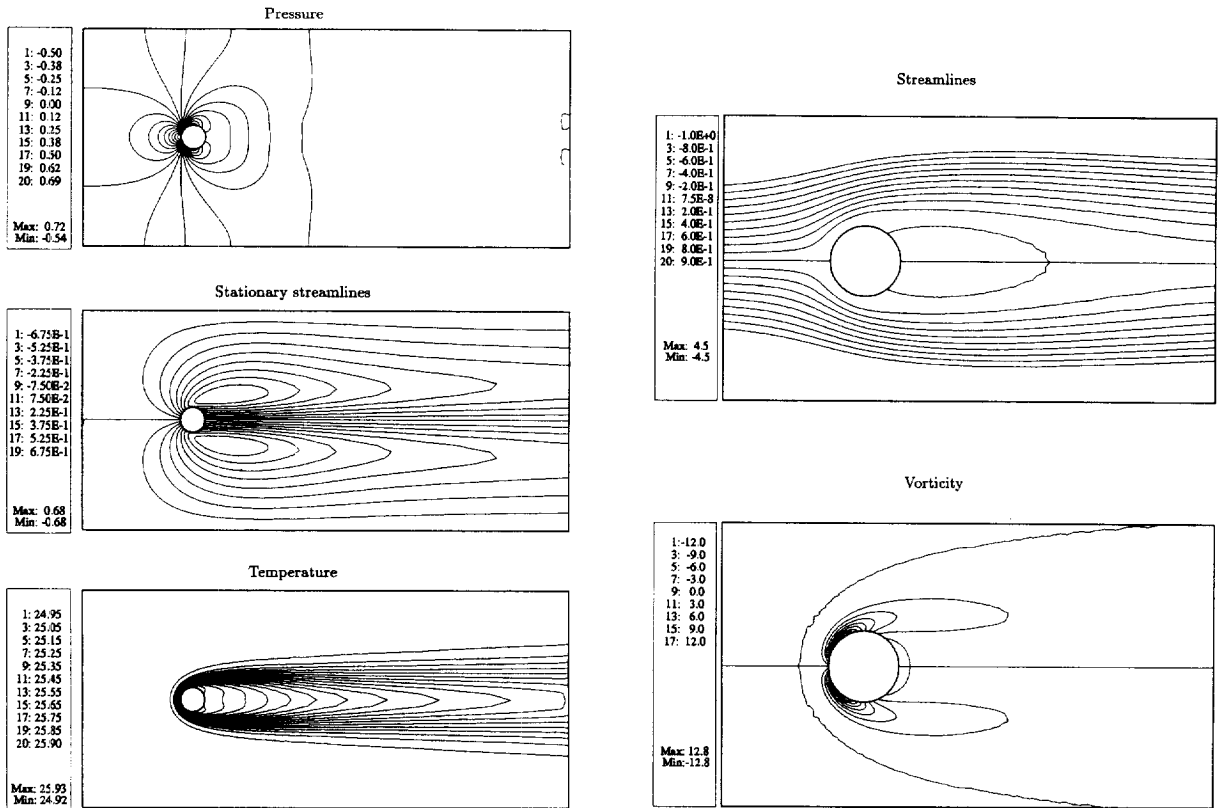 Pressure
1: -0.50
3: -0.38
5: -0.25
7: -0.12
9: 0.00
11: 0.12
13: 0.25
15: 0.38
17: 0.50
19: 0.62
20: 0.69
Max: 0.72
Min: -0.54
Stationary streamlines
1: -6.75E-1
3: -5.25E-1
5: -3.75E-1
7: -2.25E-1
9: -7.50E-2
11: 7.50E-2
13: 2.25E-1
15: 3.75E-1
17: 5.25E-1
19: 6.75E-1
Max: 0.68
Min: -0.68
Temperature
1: 24.95
3: 25.05
5: 25.15
7: 25.25
9: 25.35
11: 25.45
13: 25.55
15: 25.65
17: 25.75
19: 25.85
20: 25.90
Max: 25.93
Min: 24.92
Streamlines
1: -1.0E+0
3: -8.0E-1
5: -6.0E-1
7: -4.0E-1
9: -2.0E-1
11: 7.5E-8
13: 2.0E-1
15: 4.0E-1
17: 6.0E-1
19: 8.0E-1
20: 9.0E-1
Max: 4.5
Min: -4.5
Vorticity
1:-12.0
3: -9.0
5: -6.0
7: -3.0
9: 0.0
11: 3.0
13: 6.0
15: 9.0
17: 12.0
Max: 12.8
Min:-12.8